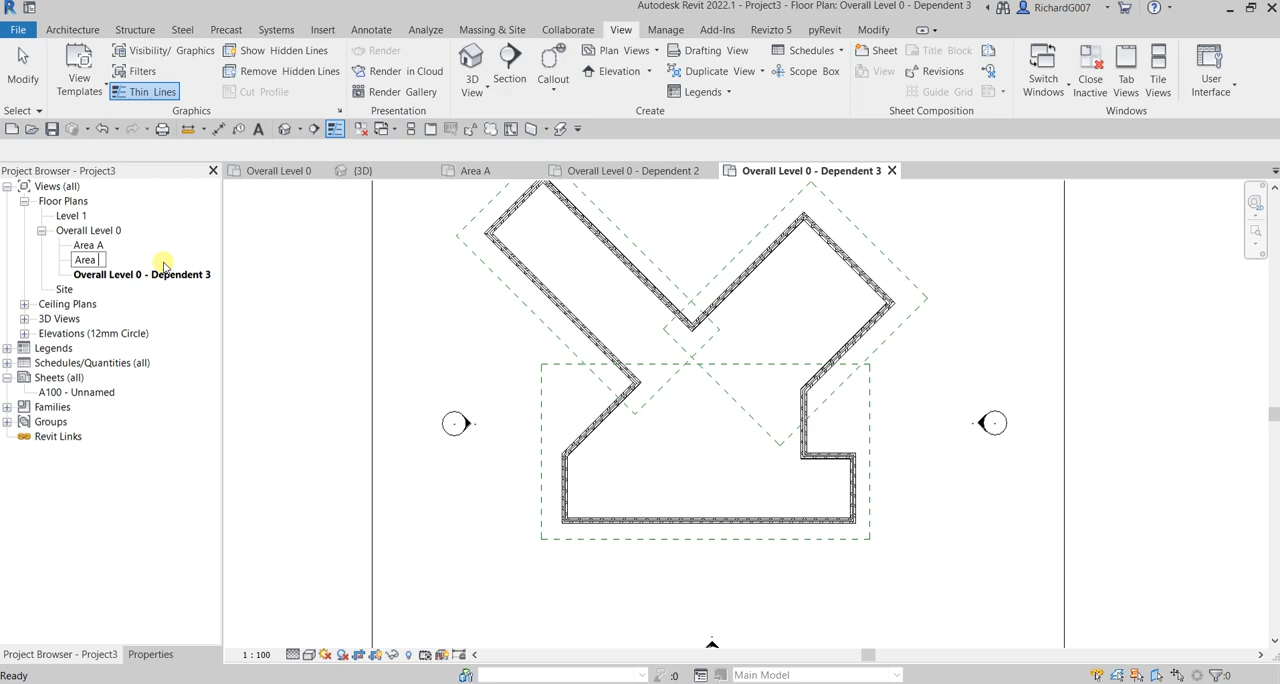 Autodesk Revit 2022.1 - Project3 - Floor Plan: Overall Level 0 - Dependent 3
RichardG007
File Architecture Structure Steel Precast Systems Insert Annotate Analyze Massing & Site Collaborate View Manage Add-Ins Revizto 5 pyRevit Modify
Modify
View
Templates
Visibility/ Graphics
Filters
Thin Lines
Show Hidden Lines
Remove Hidden Lines
Cut Profile
Render
Render in Cloud
Render Gallery
3D
View
Section
Callout
Plan Views
Elevation
Drafting View
Duplicate View
Legends
Schedules
Scope Box
Sheet
View
Title Block
Revisions
Guide Grid
Switch
Windows
Close
Inactive
Tab
Views
Tile
Views
User
Interface
Select
Graphics
Presentation
Create
Sheet Composition
Windows
Project Browser - Project3
Overall Level 0
{3D}
Area A
Overall Level 0 - Dependent 2
Overall Level 0 - Dependent 3
Views (all)
Floor Plans
Level 1
Overall Level 0
Area A
Area
Overall Level 0 - Dependent 3
Site
Ceiling Plans
3D Views
Elevations (12mm Circle)
Legends
Schedules/Quantities (all)
Sheets (all)
A100 - Unnamed
Families
Groups
Revit Links
Project Browser - Project3
Properties
1 : 100
Ready
:0
Main Model
:0